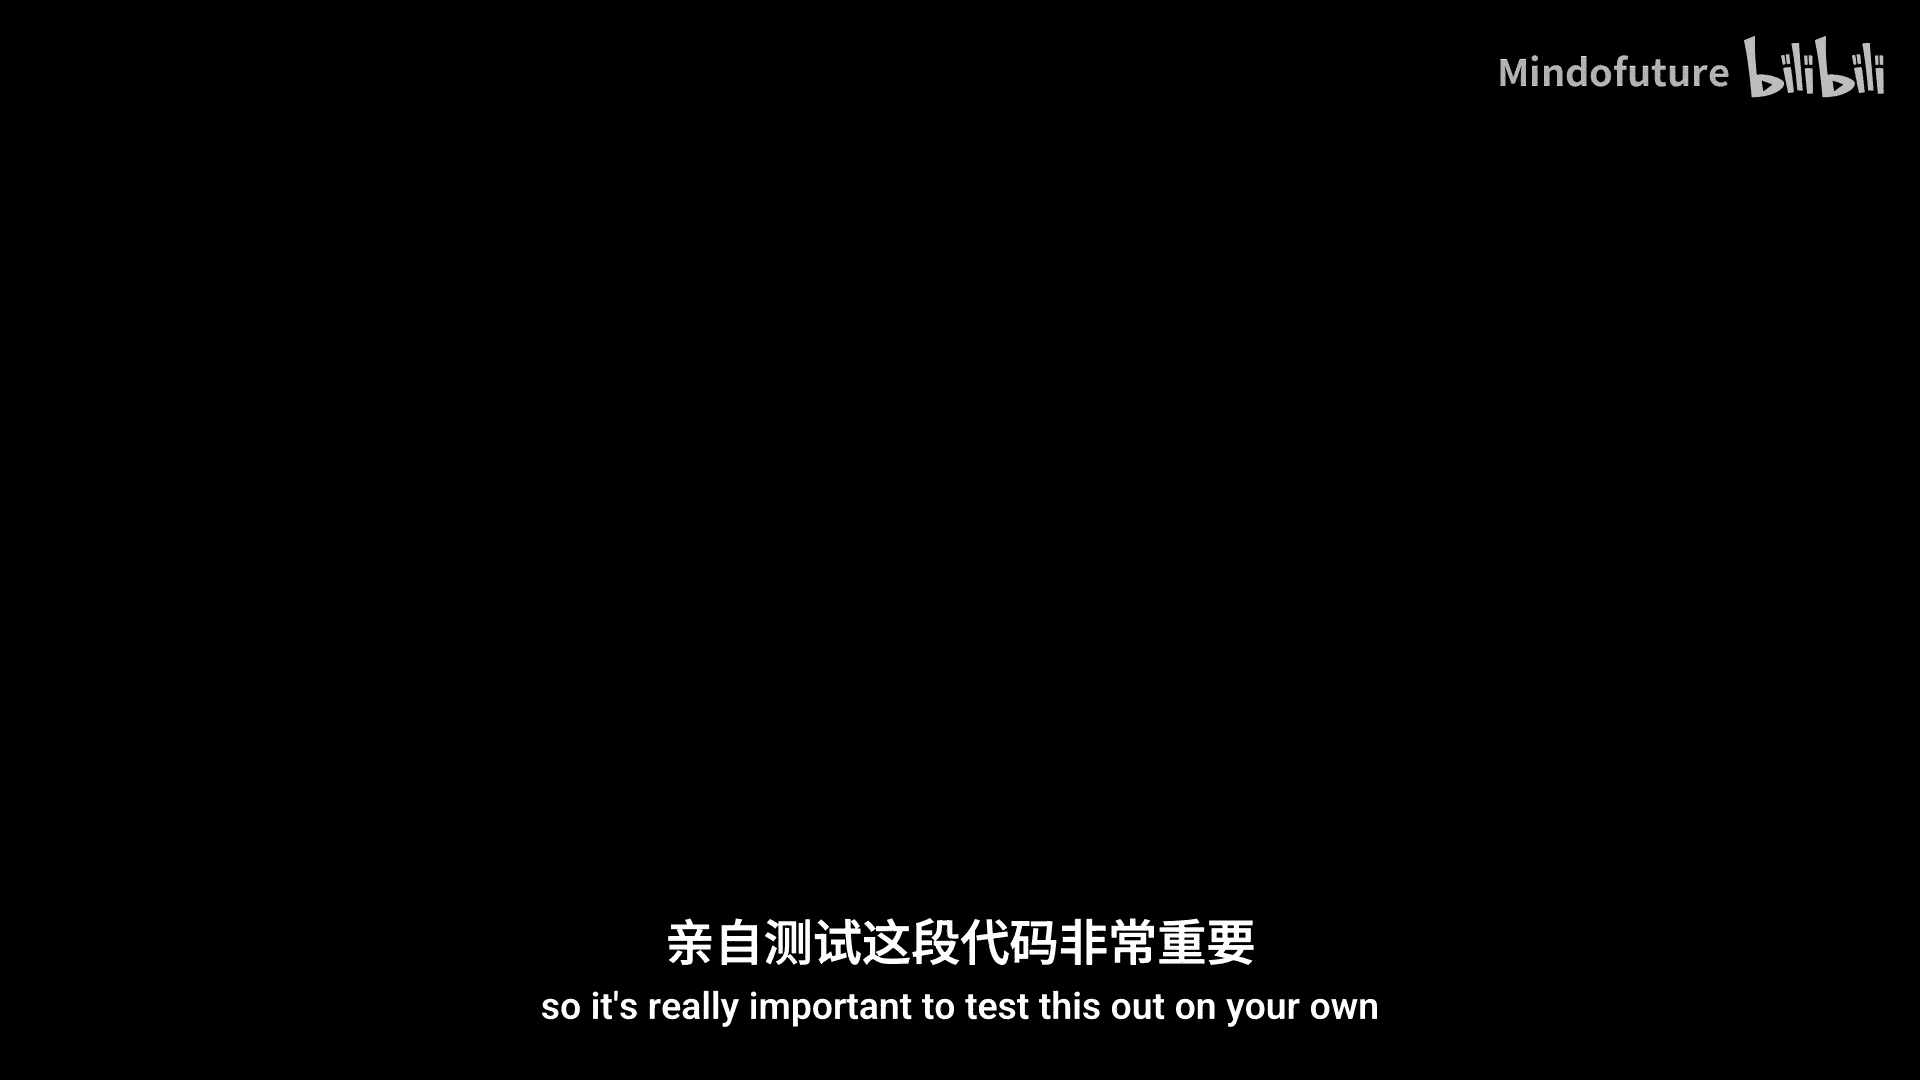 Mindofuture bilibili
亲自测试这段代码非常重要
so it's really important to test this out on your own